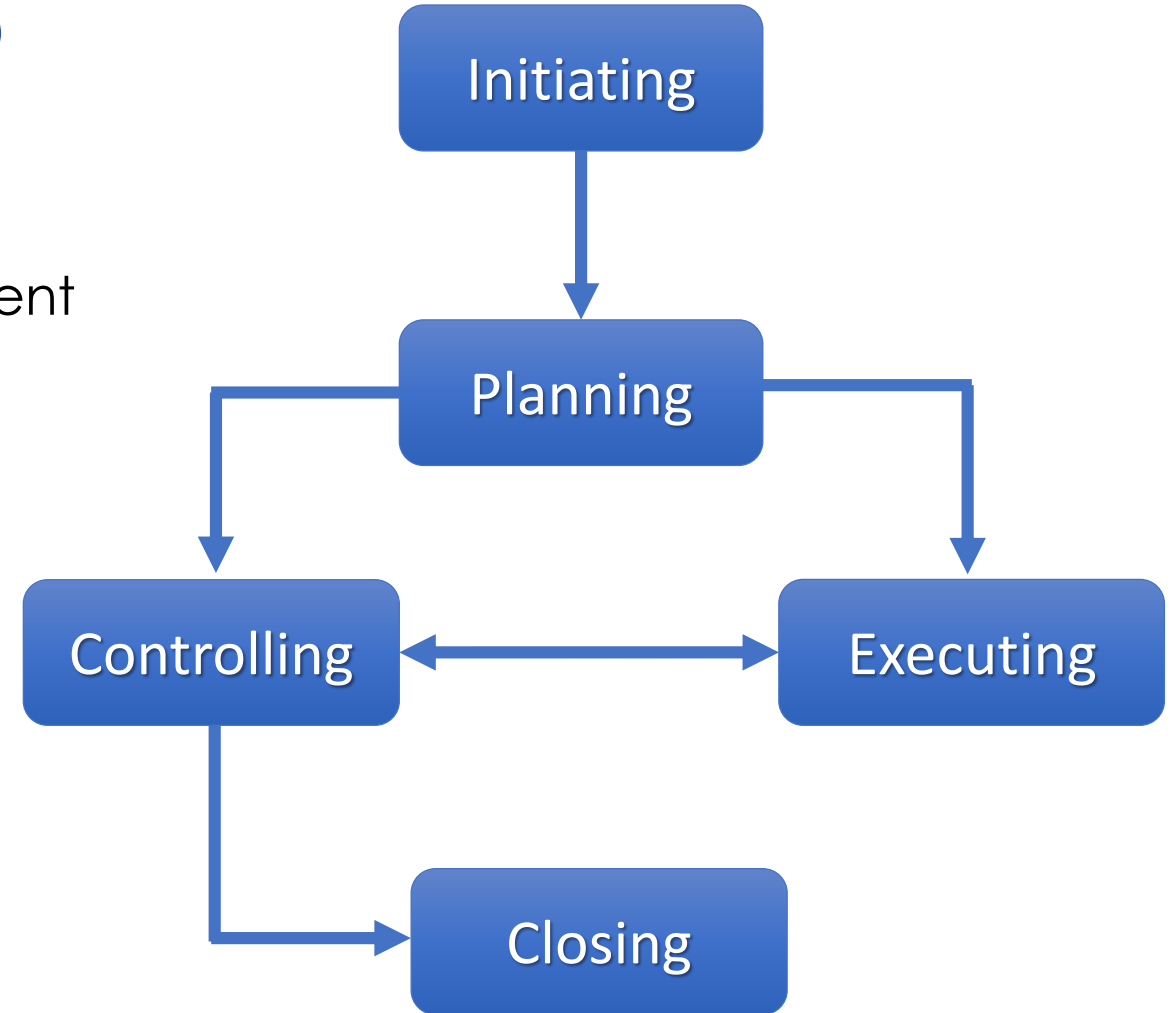 Initiating
ent
Planning
Controlling
Executing
Closing